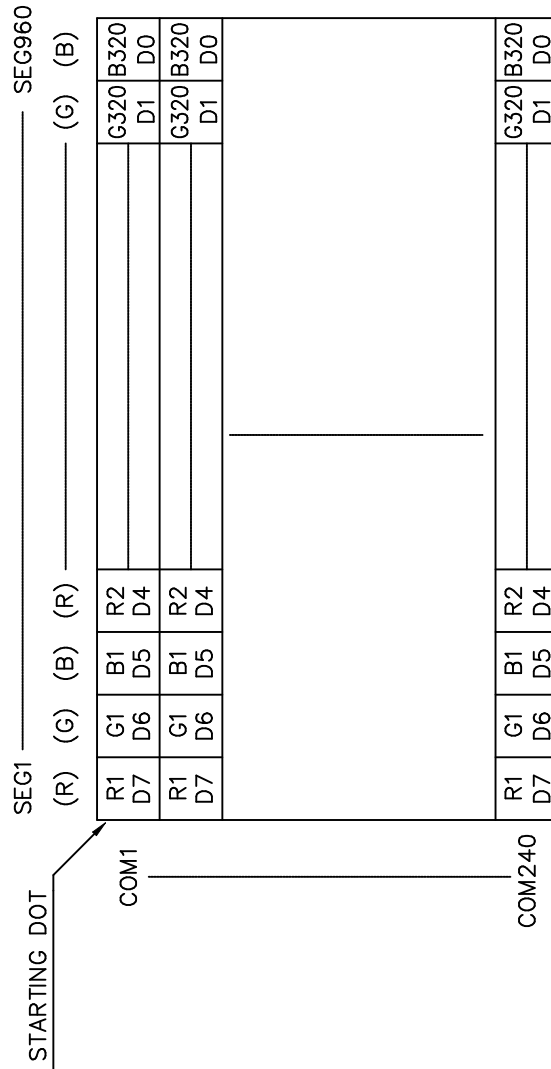 STARTING DOT
SEG1 SEG960
(R) (G) (B) (R) (G) (B)
COM1
R1 G1 B1 R2 G320 B320
D7 D6 D5 D4 D1 D0
R1 G1 B1 R2 G320 B320
D7 D6 D5 D4 D1 D0
COM240
R1 G1 B1 R2 G320 B320
D7 D6 D5 D4 D1 D0